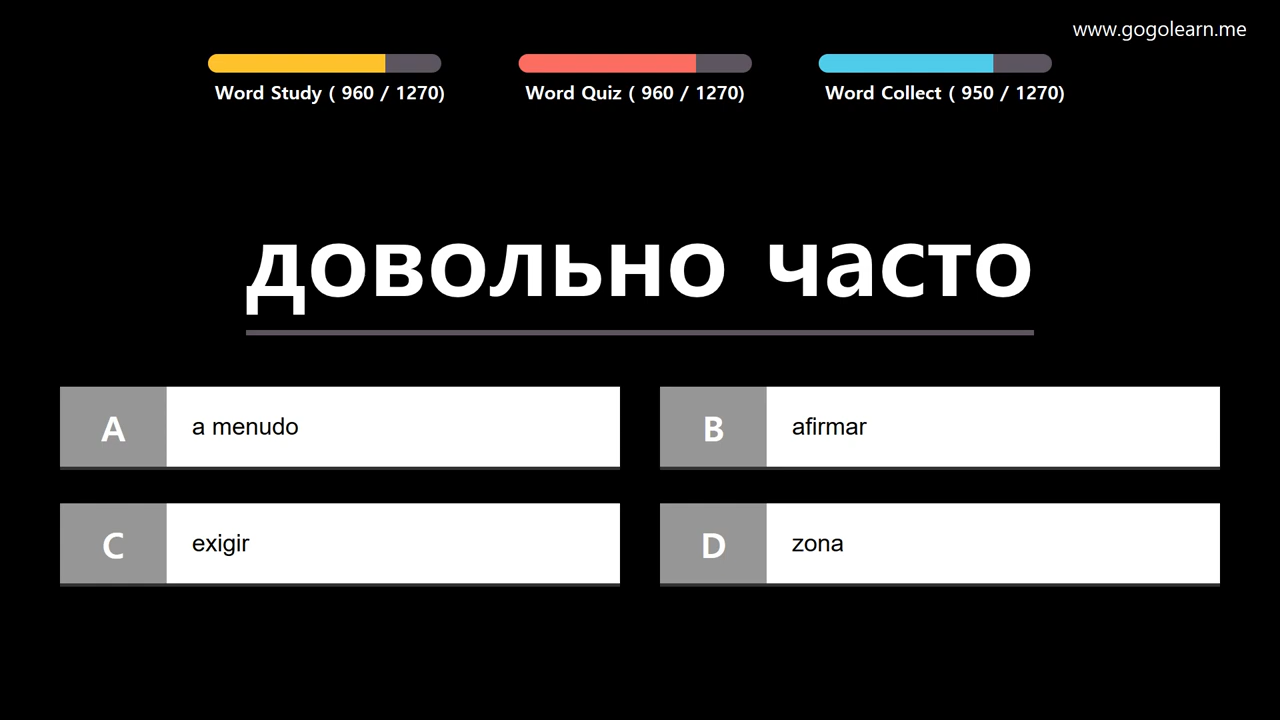 www.gogolearn.me
Word Study ( 960 / 1270)
Word Quiz ( 960 / 1270)
Word Collect ( 950 / 1270)
довольно часто
A a menudo
B afirmar
C exigir
D zona